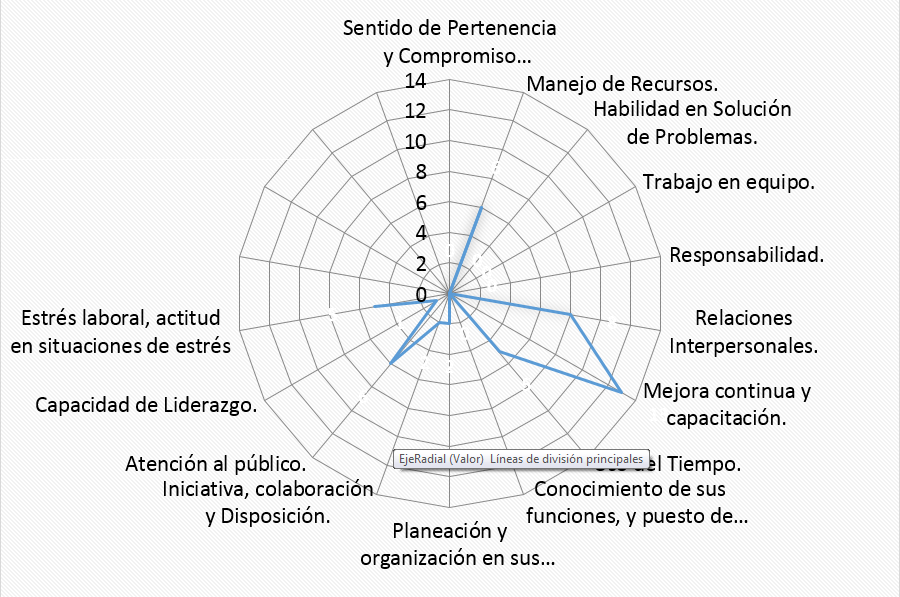 Sentido de Pertenencia
y Compromiso...
14
Manejo de Recursos.
12
Habilidad en Solución
de Problemas.
10
8
Trabajo en equipo.
6
4
Responsabilidad.
2
0
Estrés laboral, actitud
en situaciones de estrés
Relaciones
Interpersonales.
Mejora continua y
capacitación.
Capacidad de Liderazgo.
EjeRadial (Valor) Líneas de división principales
del Tiempo.
Atención al público.
Iniciativa, colaboración
y Disposición.
Conocimiento de sus
funciones, y puesto de...
Planeación y
organización en sus...